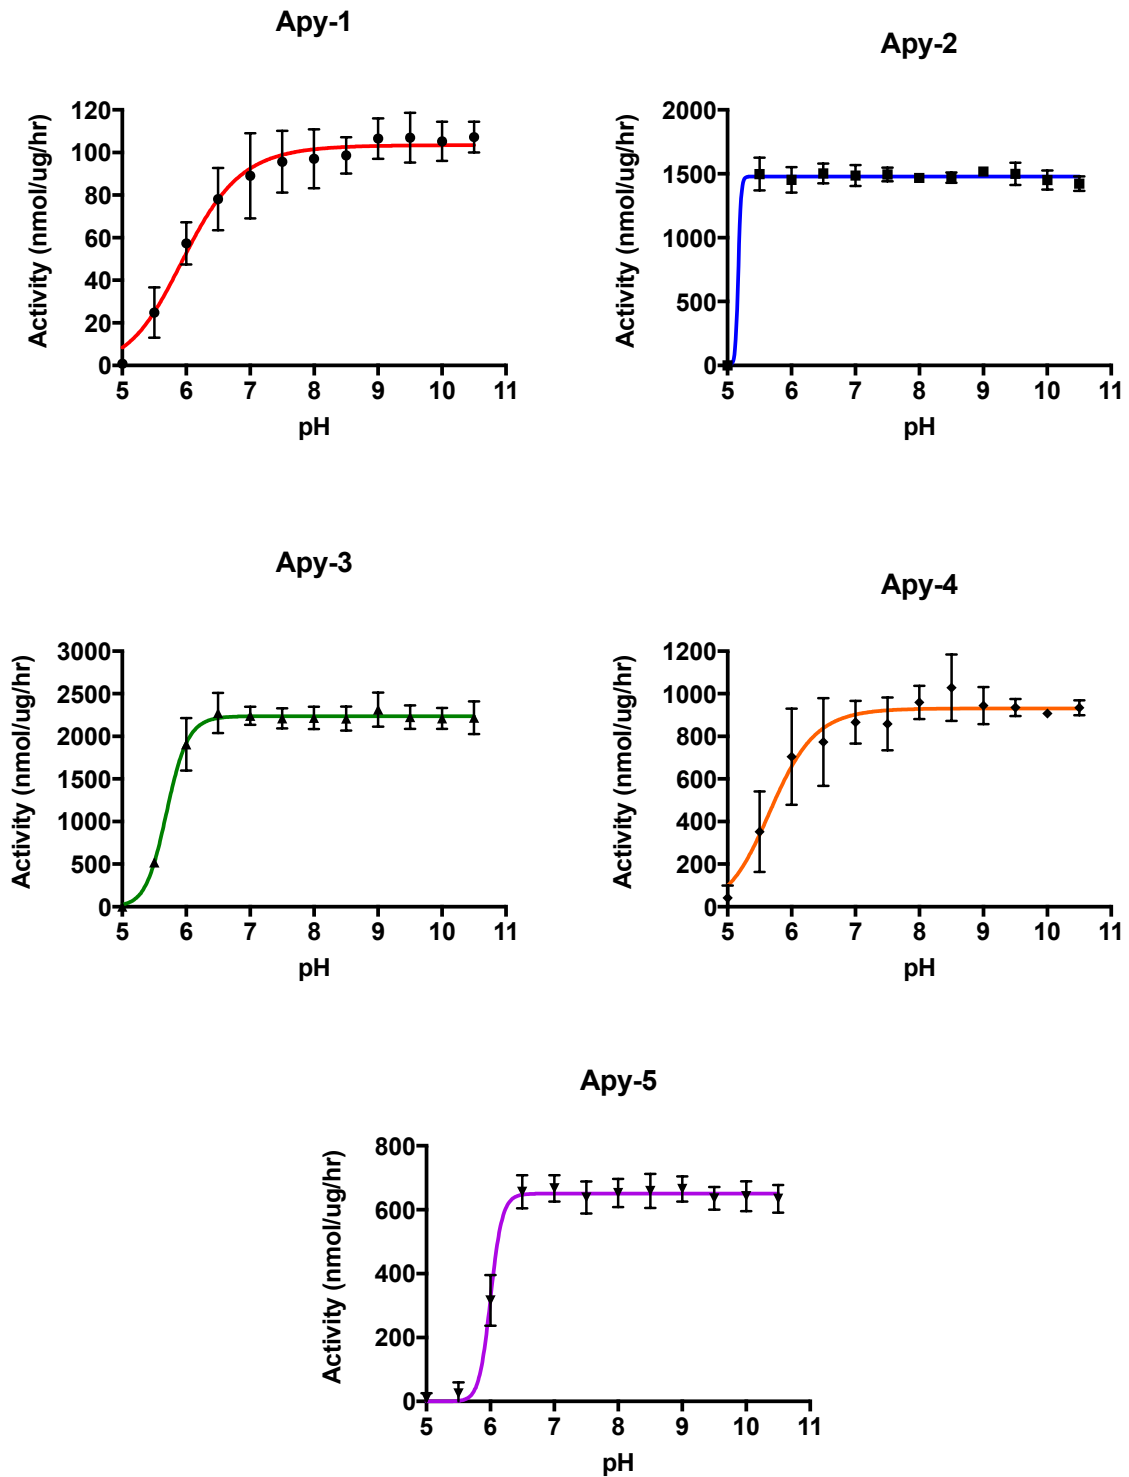 Apy-1
120
100
80
60
40
20
0
Activity (nmol/ug/hr)
5 6 7 8 9 10 11
pH
Apy-2
2000
1500
1000
500
0
Activity (nmol/ug/hr)
5 6 7 8 9 10 11
pH
Apy-3
3000
2500
2000
1500
1000
500
0
Activity (nmol/ug/hr)
5 6 7 8 9 10 11
pH
Apy-4
1200
1000
800
600
400
200
0
Activity (nmol/ug/hr)
5 6 7 8 9 10 11
pH
Apy-5
800
600
400
200
0
Activity (nmol/ug/hr)
5 6 7 8 9 10 11
pH